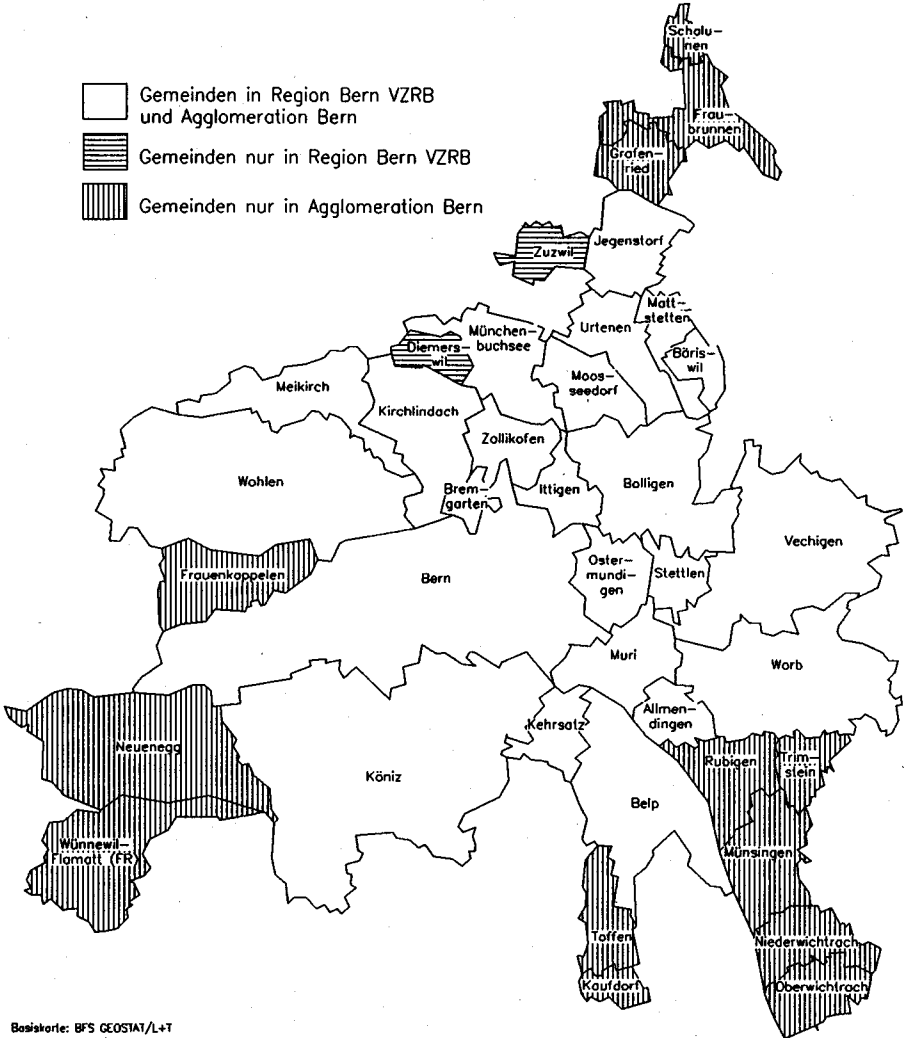 Gemeinden in Region Bern VZRB
und Agglomeration Bern
Gemeinden nur in Region Bern VZRB
Gemeinden nur in Agglomeration Bern
Schalu-
nen
Frau-
brunnen
Grafen-
ried
Jegenstorf
Zuzwil
Matt-
stetten
Urtenen
München-
buchsee
Diemers-
wil
Bäris-
wil
Moos-
seedorf
Meikirch
Kirchlindach
Zollikofen
Wohlen
Brem-
garten
Ittigen
Bolligen
Vechigen
Frauenkappelen
Bern
Oster-
mundi-
gen
Stettlen
Muri
Worb
Allmen-
dingen
Kehrsatz
Neuenegg
Rubigen
Trim-
stein
Köniz
Belp
Wünnewil-
Flamatt (FR)
Münsingen
Toffen
Niederwichtrach
Kaufdorf
Oberwichtrach
Basiskarte: BFS GEOSTAT/L+T